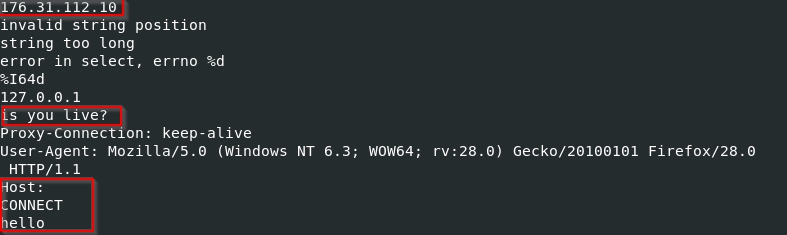 176.31.112.10
invalid string position
string too long
error in select, errno %d
%I64d
127.0.0.1
is you live?
Proxy-Connection: keep-alive
User-Agent: Mozilla/5.0 (Windows NT 6.3; WOW64; rv:28.0) Gecko/20100101 Firefox/28.0
HTTP/1.1
Host:
CONNECT
hello